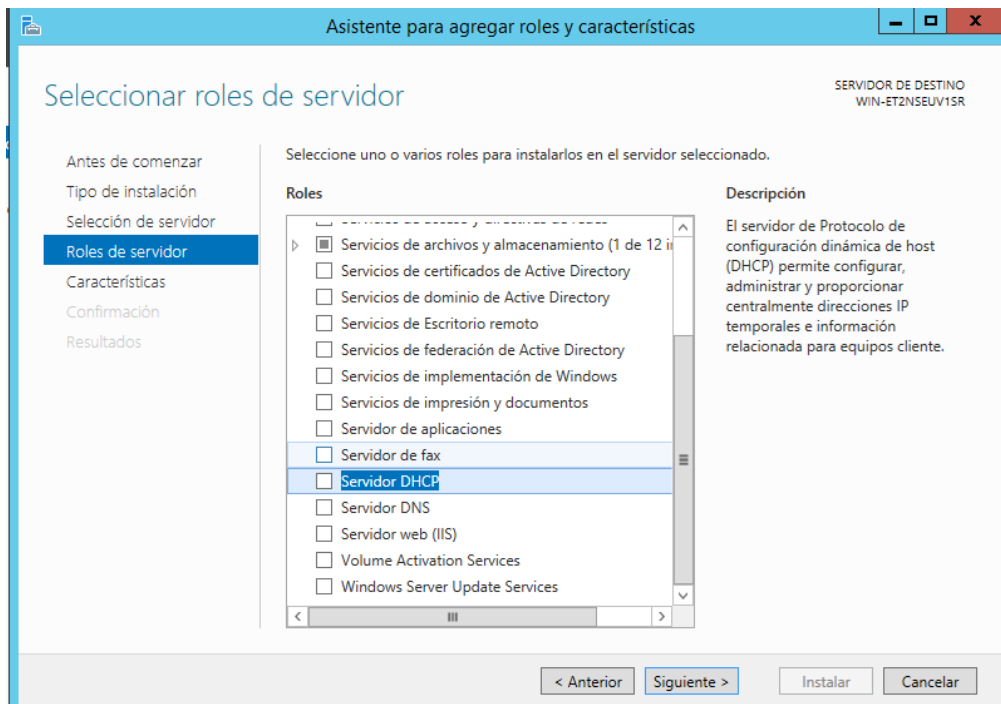 Asistente para agregar roles y características
Seleccionar roles de servidor
SERVIDOR DE DESTINO
WIN-ET2NSEUV1SR
Antes de comenzar
Tipo de instalación
Selección de servidor
Roles de servidor
Características
Confirmación
Resultados
Seleccione uno o varios roles para instalarlos en el servidor seleccionado.
Roles
Servicios de archivos y almacenamiento (1 de 12 i
Servicios de certificados de Active Directory
Servicios de dominio de Active Directory
Servicios de Escritorio remoto
Servicios de federación de Active Directory
Servicios de implementación de Windows
Servicios de impresión y documentos
Servidor de aplicaciones
Servidor de fax
Servidor DHCP
Servidor DNS
Servidor web (IIS)
Volume Activation Services
Windows Server Update Services
Descripción
El servidor de Protocolo de
configuración dinámica de host
(DHCP) permite configurar,
administrar y proporcionar
centralmente direcciones IP
temporales e información
relacionada para equipos cliente.
< Anterior
Siguiente >
Instalar
Cancelar